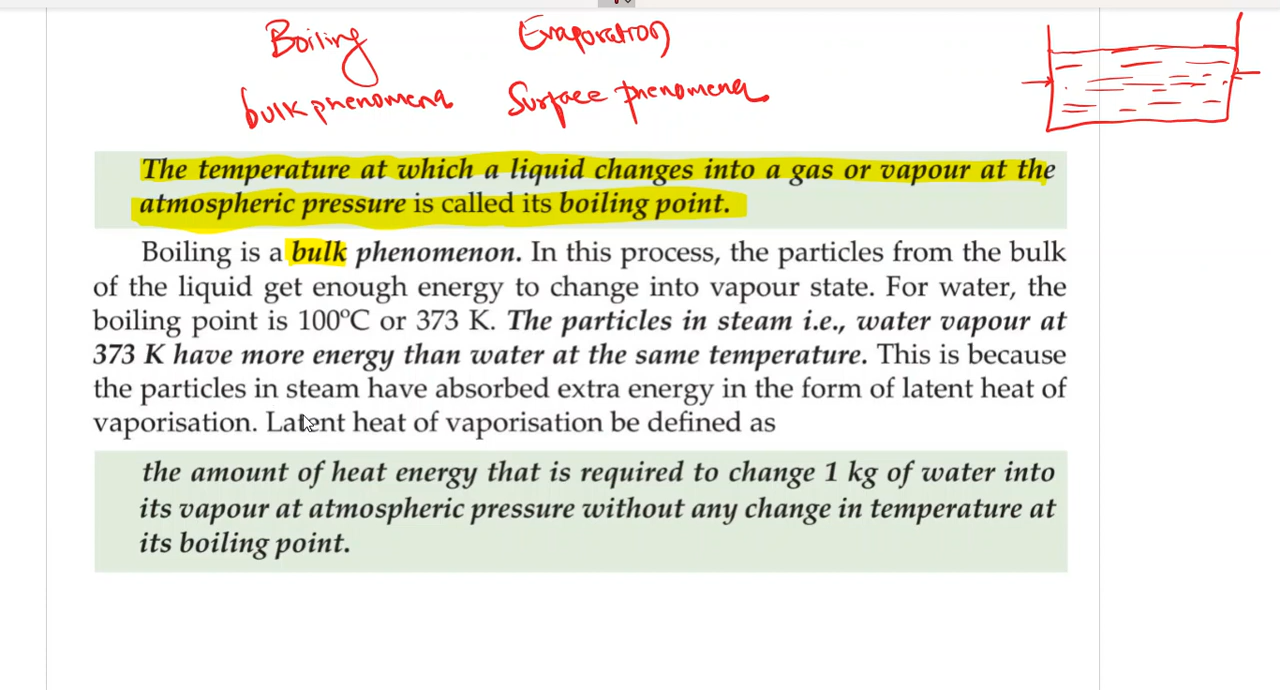 Boiling Evaporation
bulk phenomena Surface phenomena
The temperature at which a liquid changes into a gas or vapour at the
atmospheric pressure is called its boiling point.
Boiling is a bulk phenomenon. In this process, the particles from the bulk
of the liquid get enough energy to change into vapour state. For water, the
boiling point is 100ºC or 373 K. The particles in steam i.e., water vapour at
373 K have more energy than water at the same temperature. This is because
the particles in steam have absorbed extra energy in the form of latent heat of
vaporisation. Latent heat of vaporisation be defined as
the amount of heat energy that is required to change 1 kg of water into
its vapour at atmospheric pressure without any change in temperature at
its boiling point.